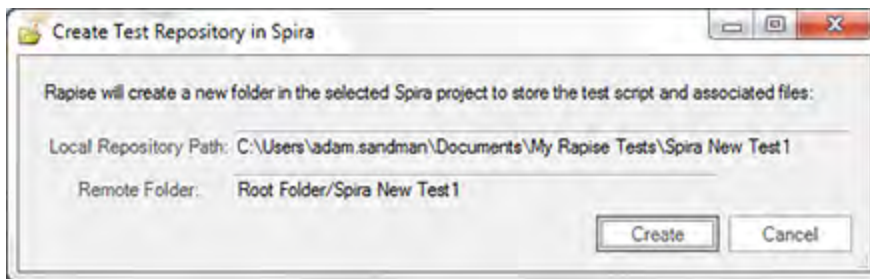 Create Test Repository in Spira
Rapise will create a new folder in the selected Spira project to store the test script and associated files:
Local Repository Path: C:\Users\adam.sandman\Documents\My Rapise Tests\Spira New Test1
Remote Folder: Root Folder/Spira New Test1
Create Cancel